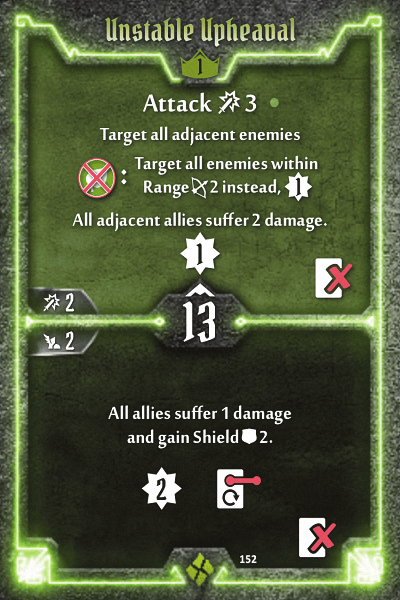 Unstable Upheaval
1
Attack 3
Target all adjacent enemies
: Target all enemies within
Range 2 instead, 1
All adjacent allies suffer 2 damage.
1
2
13
2
All allies suffer 1 damage
and gain Shield 2.
2
152